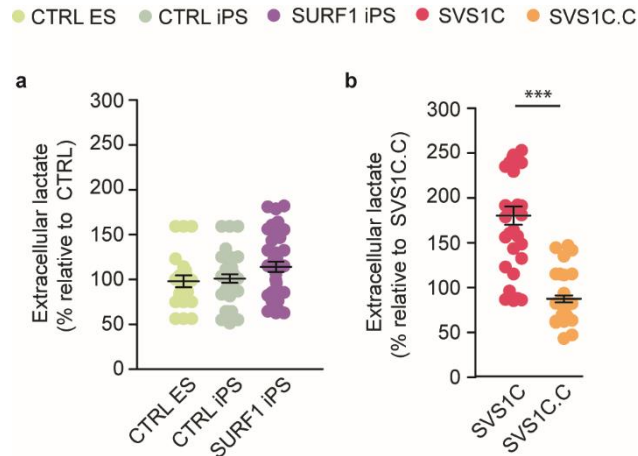 CTRL ES CTRL iPS SURF1 iPS SVS1C SVS1C.C
a
Extracellular lactate
(% relative to CTRL)
300
250
200
150
100
50
0
CTRL ES
CTRL iPS
SURF1 iPS
b
***
Extracellular lactate
(% relative to SVS1C.C)
300
250
200
150
100
50
0
SVS1C
SVS1C.C